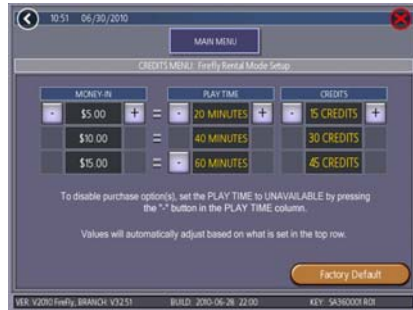 10:51 06/30/2010
MAIN MENU
CREDITS MENU: Firefly Rental Mode Setup
MONEY-IN PLAY TIME CREDITS
- $5.00 + = - 20 MINUTES + - 15 CREDITS +
$10.00 = 40 MINUTES 30 CREDITS
$15.00 = - 60 MINUTES 45 CREDITS
To disable purchase option(s), set the PLAY TIME to UNAVAILABLE by pressing
the "-" button in the PLAY TIME column.
Values will automatically adjust based on what is set in the top row.
Factory Default
VER: V2010 FireFly, BRANCH: V32.51 BUILD: 2010-06-28 22:00 KEY: SA360001 R01